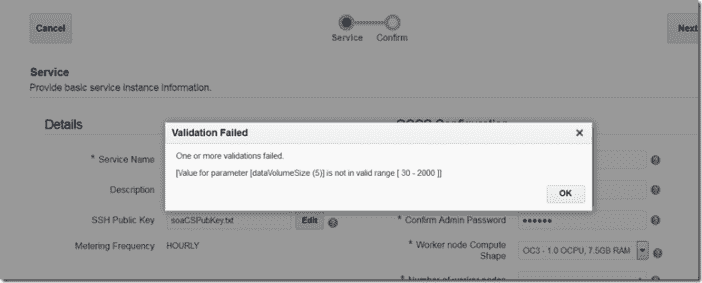 Cancel
Service
Confirm
Next
Service
Provide basic service instance information.
Details
Configuration
Validation Failed
One or more validations failed.
[Value for parameter [dataVolumeSize (5)] is not in valid range [ 30 - 2000 ]]
OK
* Service Name
Description
SSH Public Key
soaCSPubKey.txt
Edit
* Confirm Admin Password
••••••
Metering Frequency
HOURLY
* Worker node Compute
Shape
OC3 - 1.0 OCPU, 7.5GB RAM
* Number of worker nodes